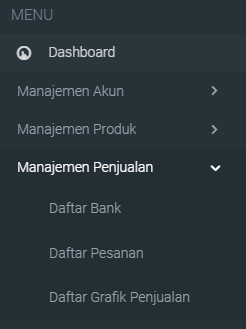 MENU
Dashboard
Manajemen Akun
Manajemen Produk
Manajemen Penjualan
Daftar Bank
Daftar Pesanan
Daftar Grafik Penjualan